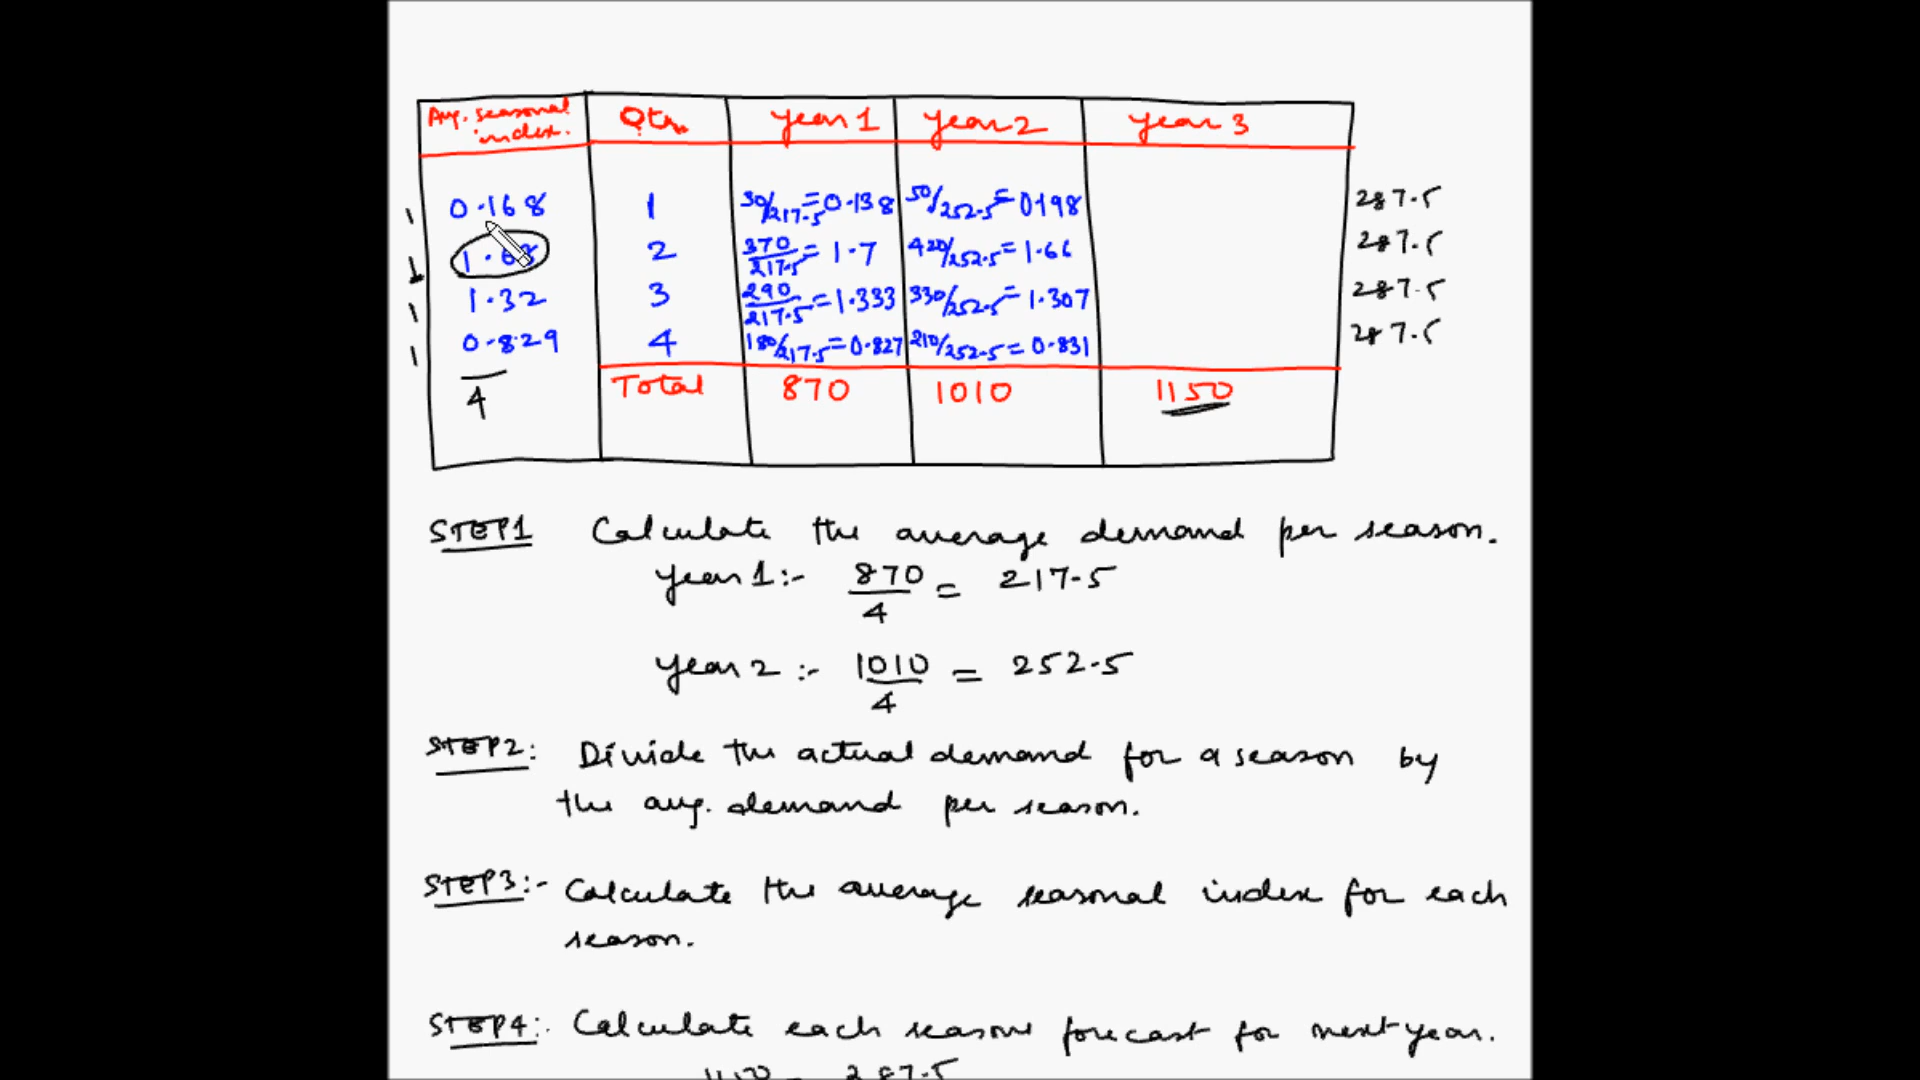 Avg. seasonal index. Qtr. year 1 year 2 year 3
0.168 1 30/217.5=0.138 50/252.5=0.198 287.5
1.68 2 370/217.5=1.7 420/252.5=1.66 287.5
1.32 3 290/217.5=1.333 330/252.5=1.307 287.5
0.829 4 180/217.5=0.827 210/252.5=0.831 287.5
4 Total 870 1010 1150
STEP1 Calculate the average demand per season.
year 1:- 870/4 = 217.5
year 2:- 1010/4 = 252.5
STEP2: Divide the actual demand for a season by
the avg. demand per season.
STEP3:- Calculate the average seasonal index for each
season.
STEP4:. Calculate each seasons forecast for next year.
287.5